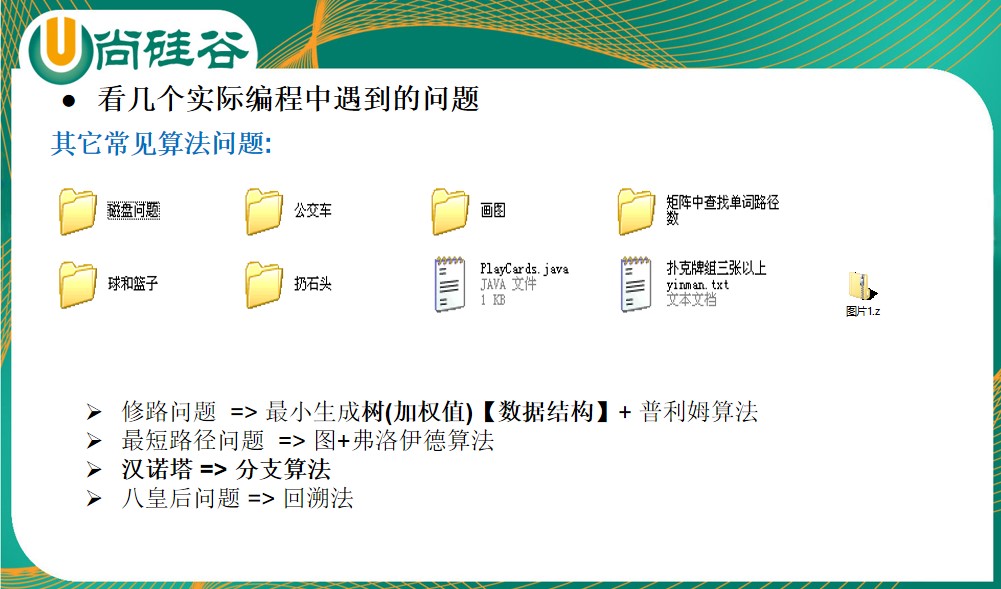 尚硅谷
● 看几个实际编程中遇到的问题
其它常见算法问题:
磁盘问题
公交车
画图
矩阵中查找单词路径
数
球和篮子
扔石头
PlayCards.java
JAVA 文件
1 KB
扑克牌组三张以上
yinman.txt
文本文档
图片1.z
➢ 修路问题 => 最小生成树(加权值)【数据结构】+ 普利姆算法
➢ 最短路径问题 => 图+弗洛伊德算法
➢ 汉诺塔 => 分支算法
➢ 八皇后问题 => 回溯法